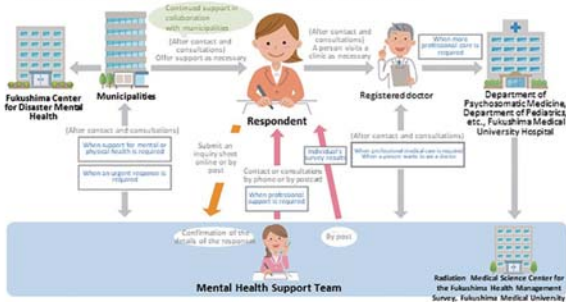 Continued support in
collaboration
with municipalities
(After contact and
consultations)
Offer support as necessary
(After contact and
consultations)
A person visits a
clinic as necessary
When more
professional care is
required
Fukushima Center
for Disaster Mental
Health
Municipalities
Respondent
Registered doctor
Department of
Psychosomatic Medicine,
Department of Pediatrics,
etc., Fukushima Medical
University Hospital
(After contact and consultations)
When support for mental or
physical health is required
When an urgent response is
required
Submit an
inquiry sheet
online or by
post
Contact or consultations
by phone or by postcard
When professional
support is required
Individual's
survey results
(After contact and consultations)
When professional medical care is required
When a person wants to see a doctor
Confirmation of the
details of the responses
By post
Mental Health Support Team
Radiation Medical Science Center for
the Fukushima Health Management
Survey, Fukushima Medical University